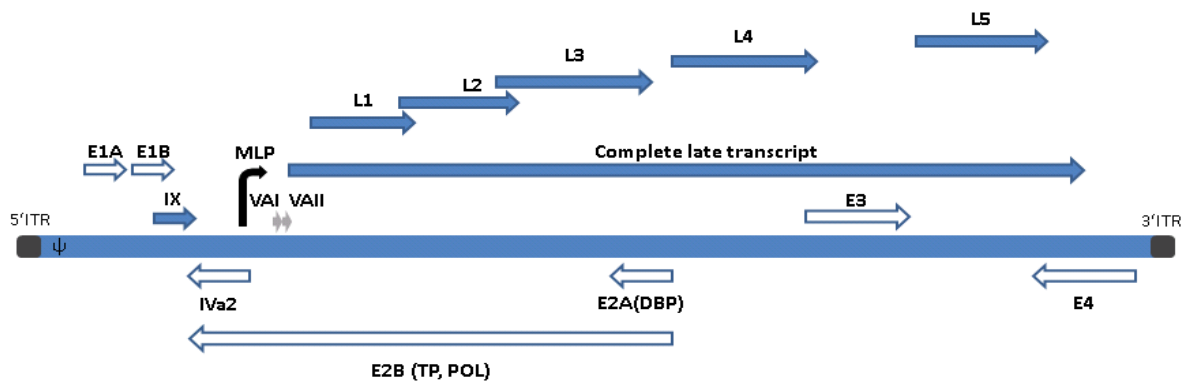 L5
L4
L3
L2
L1
E1A E1B MLP Complete late transcript
IX VAI VAII E3
5'ITR 3'ITR
ψ
IVa2 E2A(DBP) E4
E2B (TP, POL)